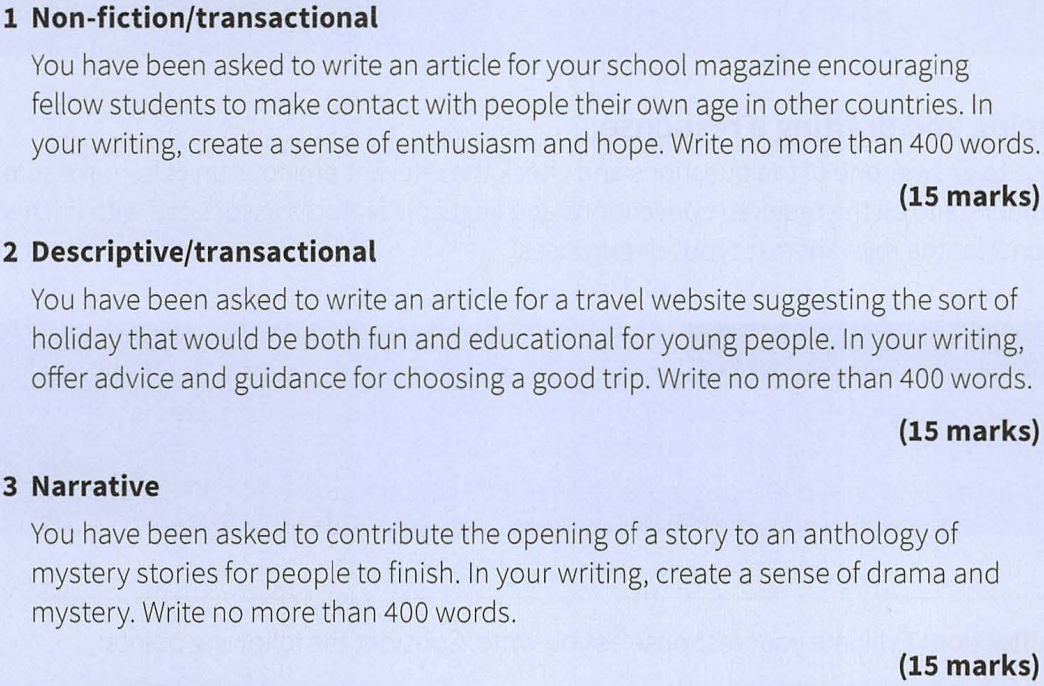 1 Non-fiction/transactional
You have been asked to write an article for your school magazine encouraging
fellow students to make contact with people their own age in other countries. In
your writing, create a sense of enthusiasm and hope. Write no more than 400 words.
(15 marks)
2 Descriptive/transactional
You have been asked to write an article for a travel website suggesting the sort of
holiday that would be both fun and educational for young people. In your writing,
offer advice and guidance for choosing a good trip. Write no more than 400 words.
(15 marks)
3 Narrative
You have been asked to contribute the opening of a story to an anthology of
mystery stories for people to finish. In your writing, create a sense of drama and
mystery. Write no more than 400 words.
(15 marks)